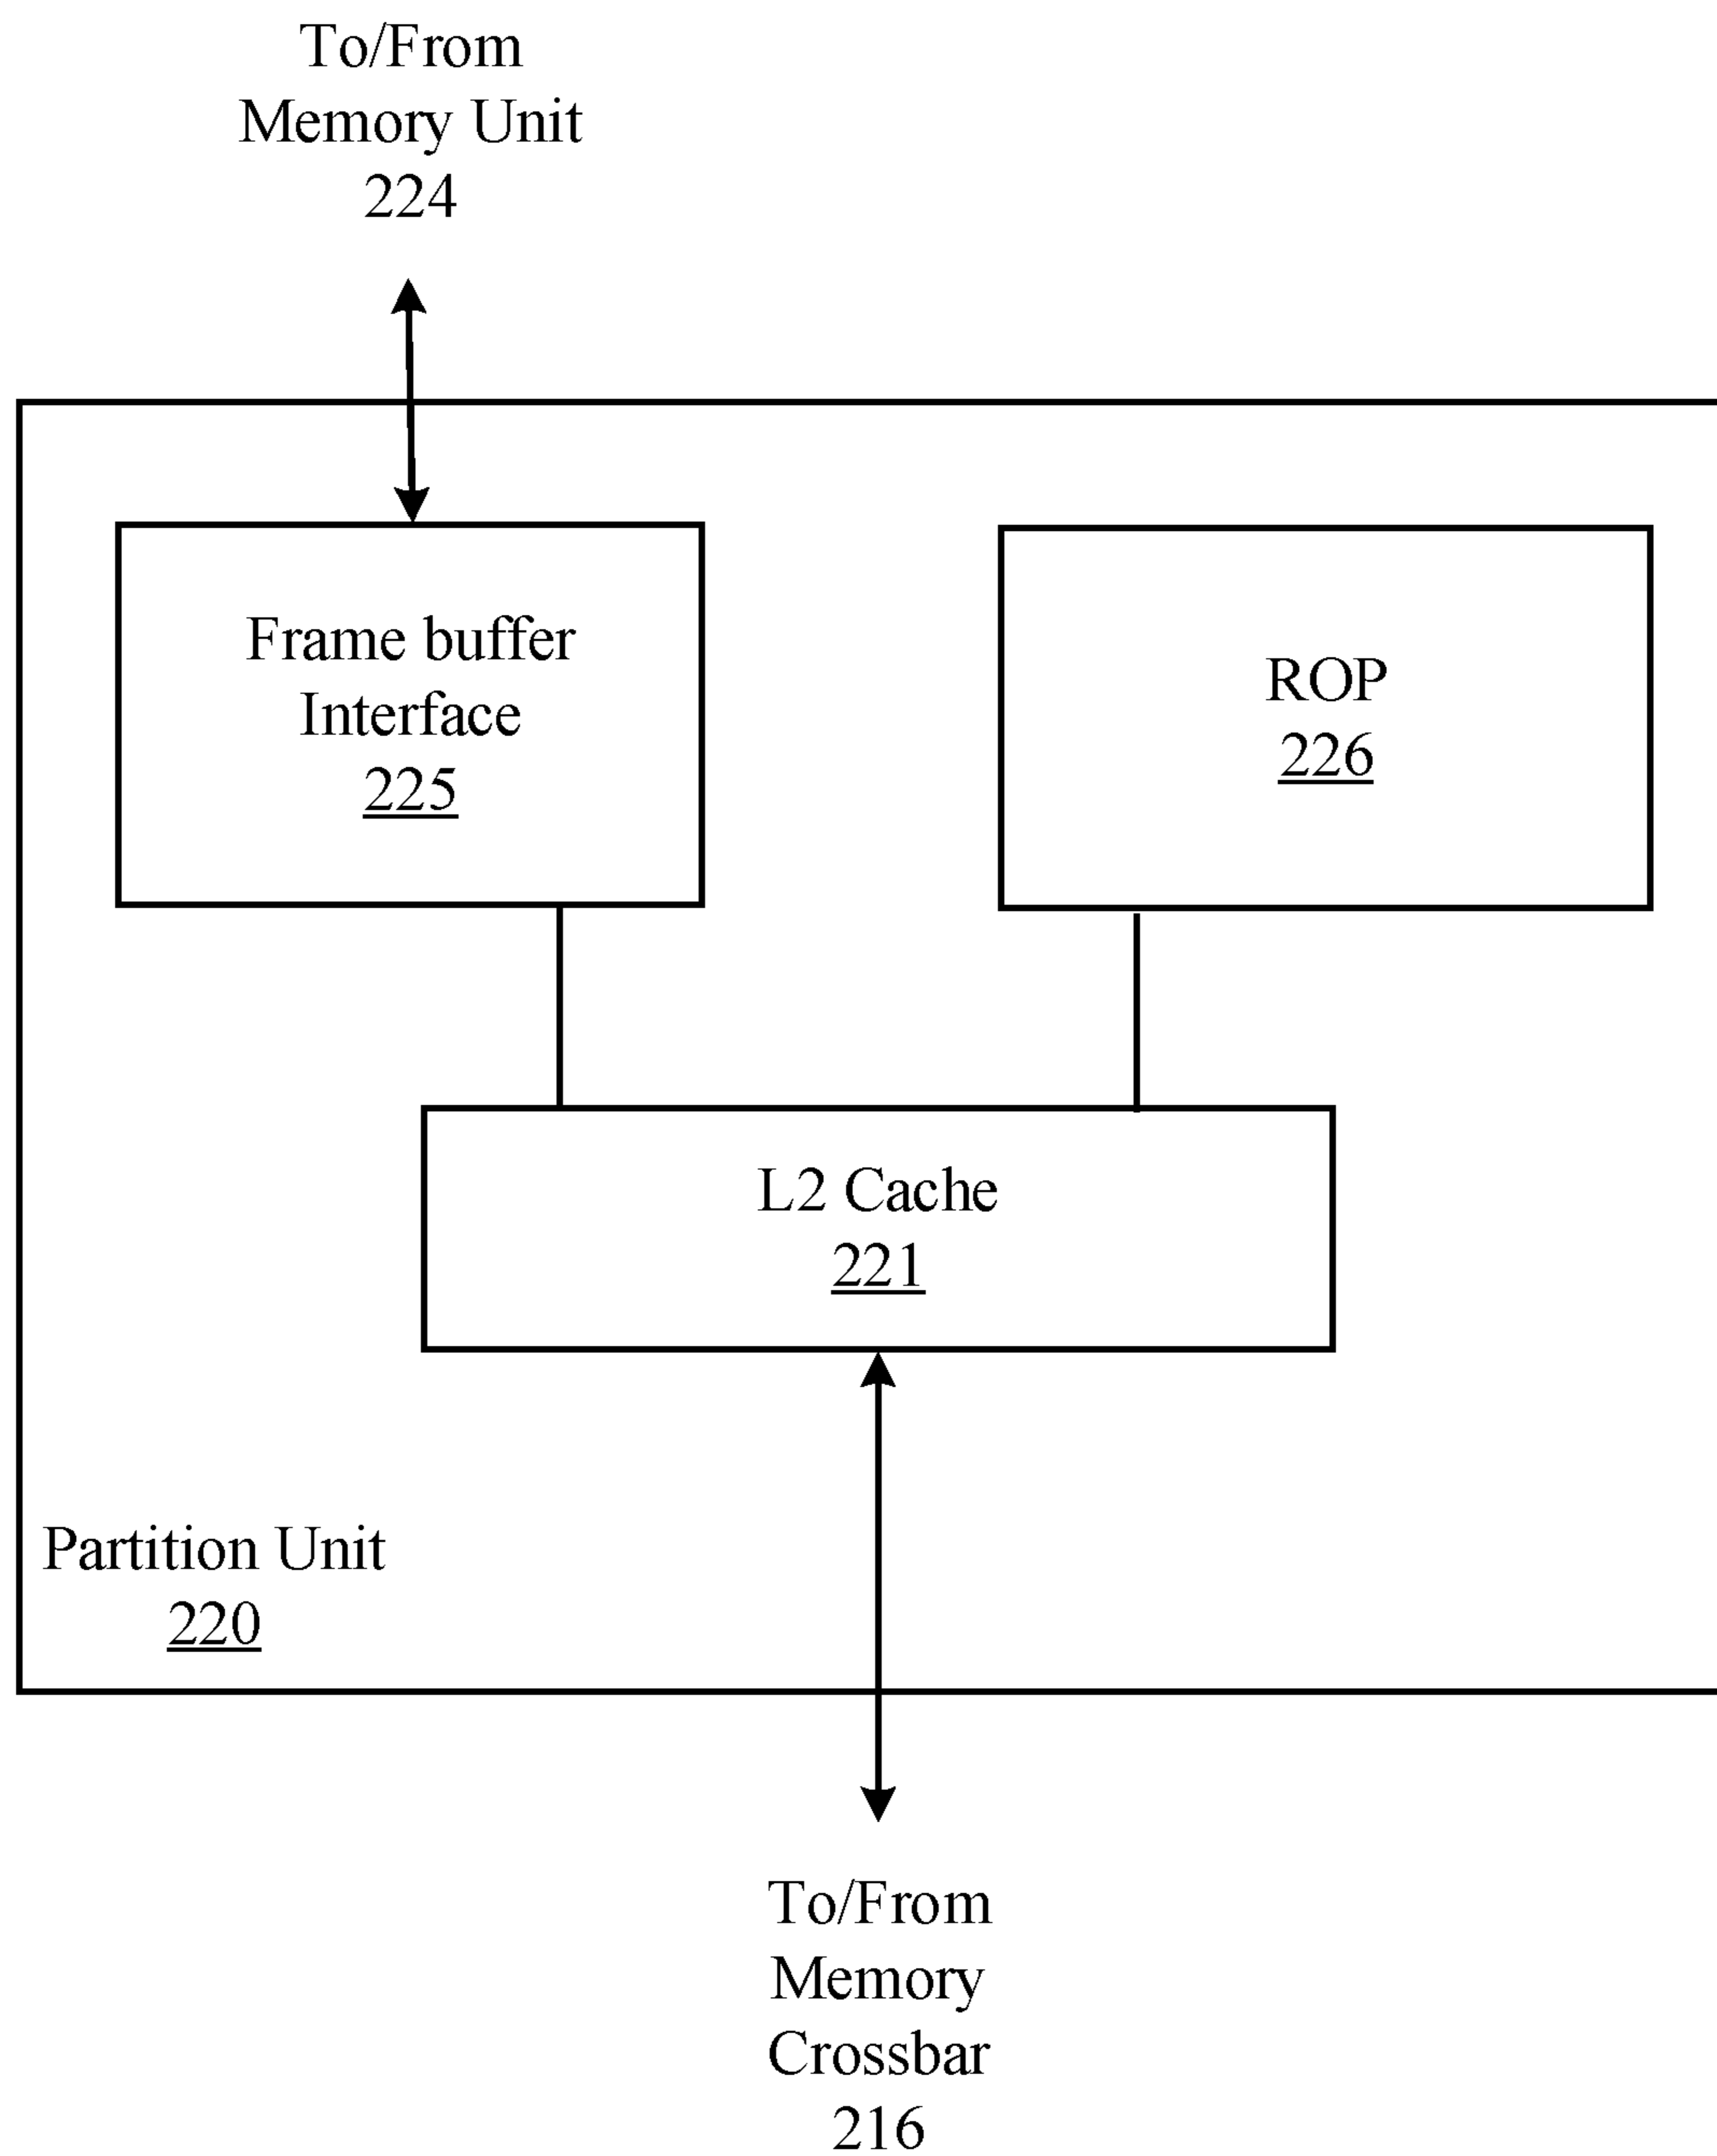 To/From
Memory Unit
224
Frame buffer
Interface
225
ROP
226
L2 Cache
221
Partition Unit
220
To/From
Memory
Crossbar
216